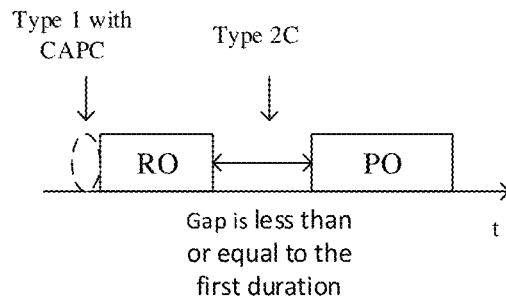 Type 1 with
CAPC
Type 2C
RO
PO
t
Gap is less than
or equal to the
first duration